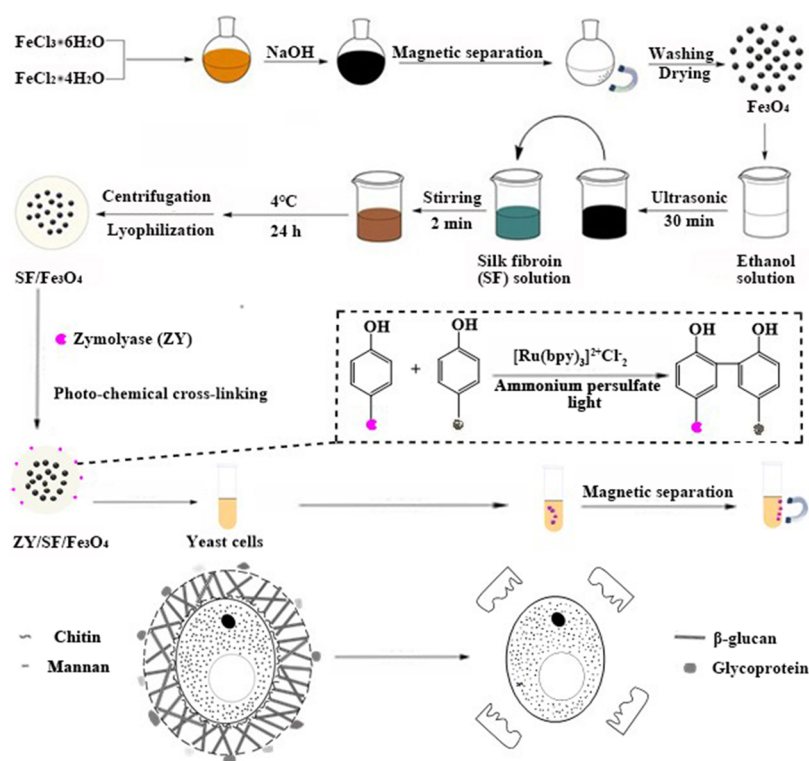 FeCl₃•6H₂O
FeCl₂•4H₂O
NaOH
Magnetic separation
Washing
Drying
Fe₃O₄
Centrifugation
Lyophilization
4°C
24 h
Stirring
2 min
Ultrasonic
30 min
Silk fibroin
(SF) solution
Ethanol
solution
SF/Fe₃O₄
Zymolyase (ZY)
Photo-chemical cross-linking
OH
OH
+
[Ru(bpy)₃]²⁺Cl⁻₂
Ammonium persulfate
light
OH
OH
Magnetic separation
ZY/SF/Fe₃O₄
Yeast cells
Chitin
Mannan
β-glucan
Glycoprotein